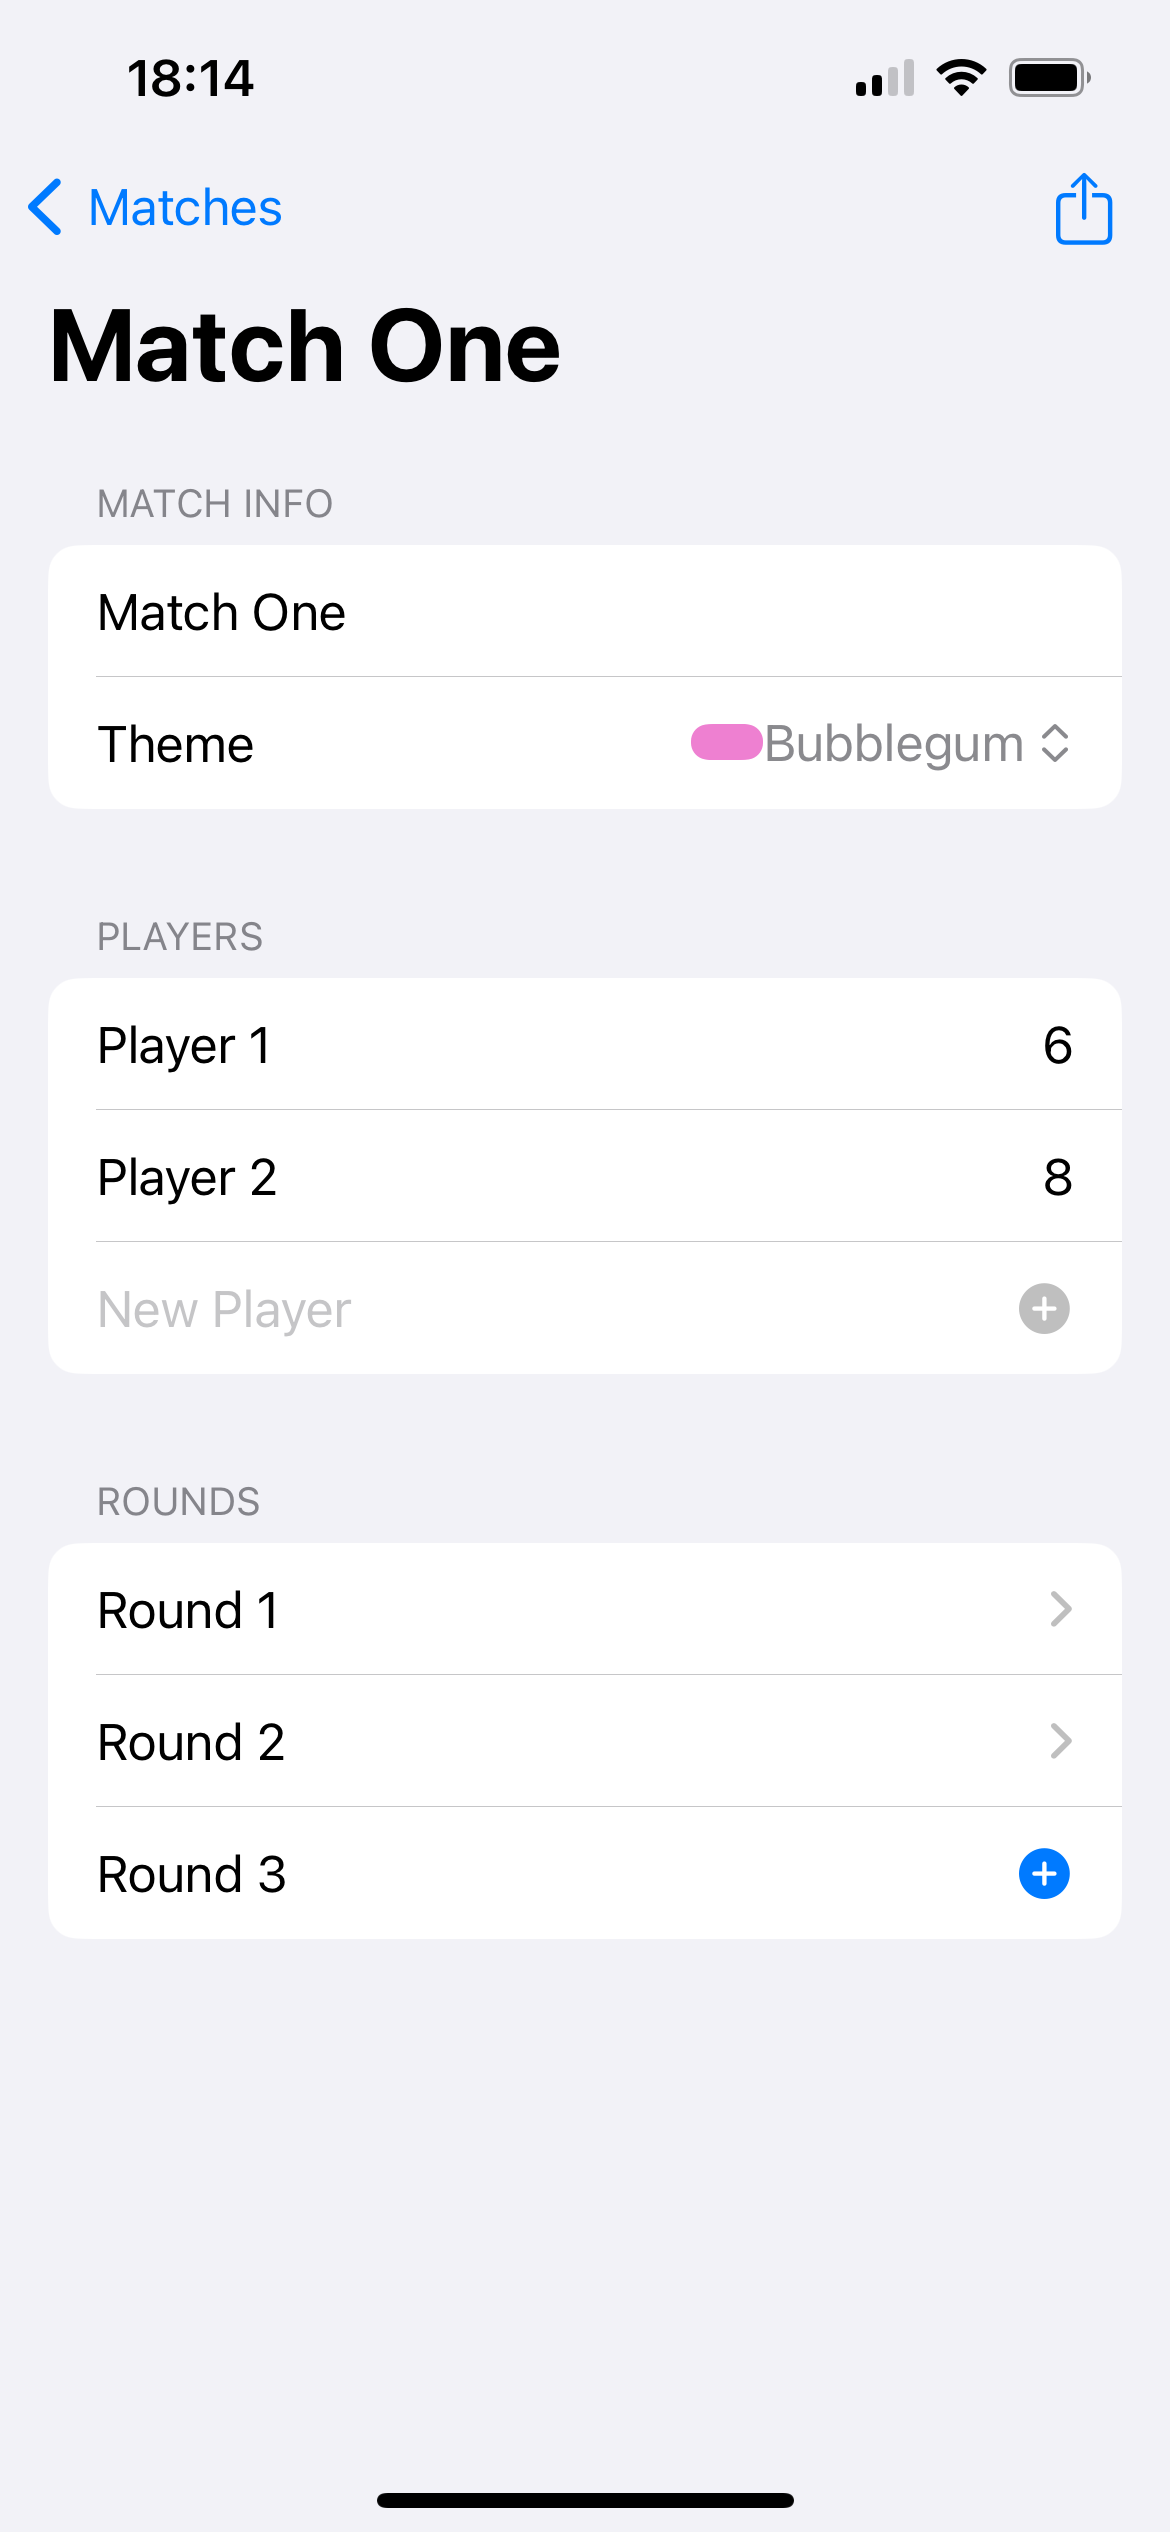 18:14
Matches
Match One
MATCH INFO
Match One
Theme Bubblegum
PLAYERS
Player 1 6
Player 2 8
New Player
ROUNDS
Round 1
Round 2
Round 3